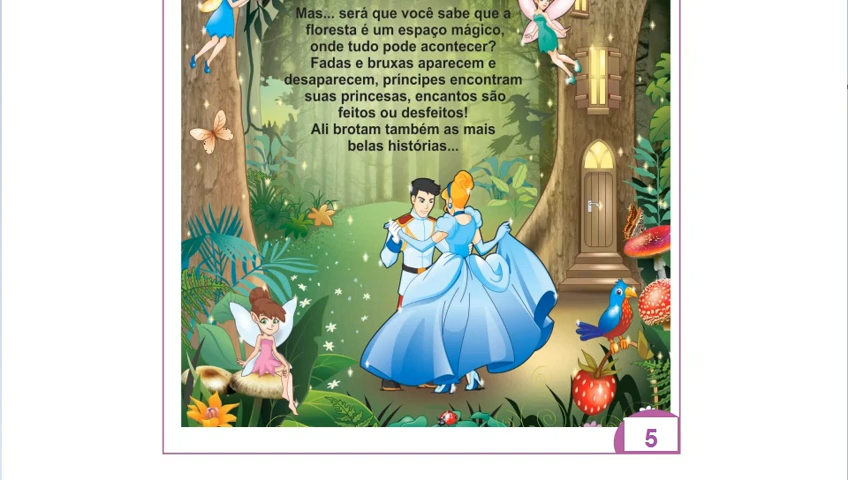 Mas... será que você sabe que a
floresta é um espaço mágico,
onde tudo pode acontecer?
Fadas e bruxas aparecem e
desaparecem, príncipes encontram
suas princesas, encantos são
feitos ou desfeitos!
Ali brotam também as mais
belas histórias...
5